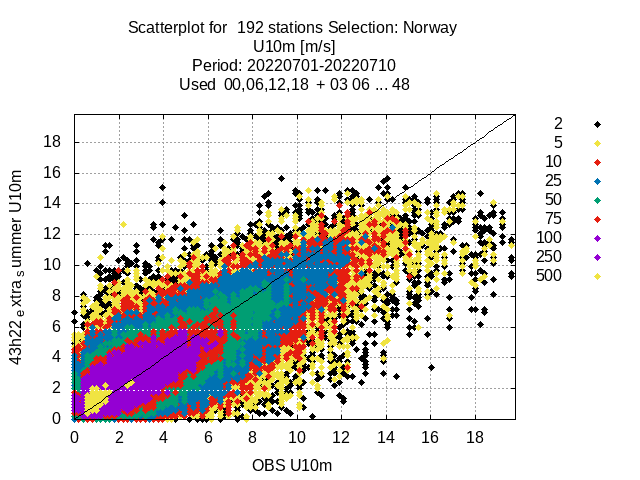 Scatterplot for 192 stations Selection: Norway
U10m [m/s]
Period: 20220701-20220710
Used 00,06,12,18 + 03 06 ... 48
43h22 e xtra s ummer U10m
18
16
14
12
10
8
6
4
2
0
0 2 4 6 8 10 12 14 16 18
OBS U10m
2
5
10
25
50
75
100
250
500